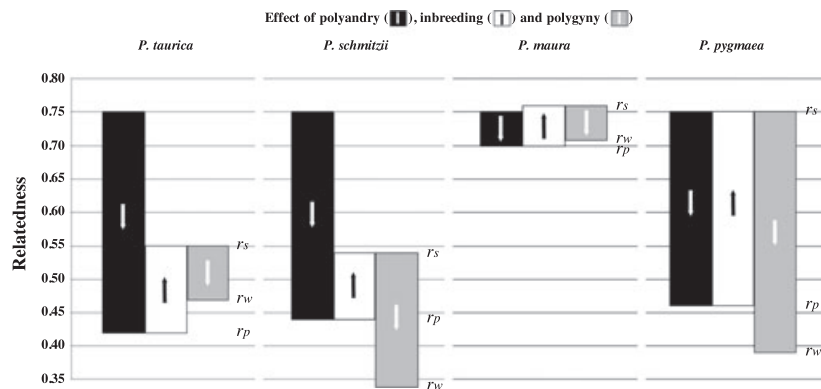 Effect of polyandry ( ), inbreeding ( ) and polygyny ( )
P. taurica P. schmitzii P. maura P. pygmaea
Relatedness
0.80
0.75
0.70
0.65
0.60
0.55
0.50
0.45
0.40
0.35
rs
rw
rp
rs
rp
rw
rs
rw
rp
rs
rp
rw